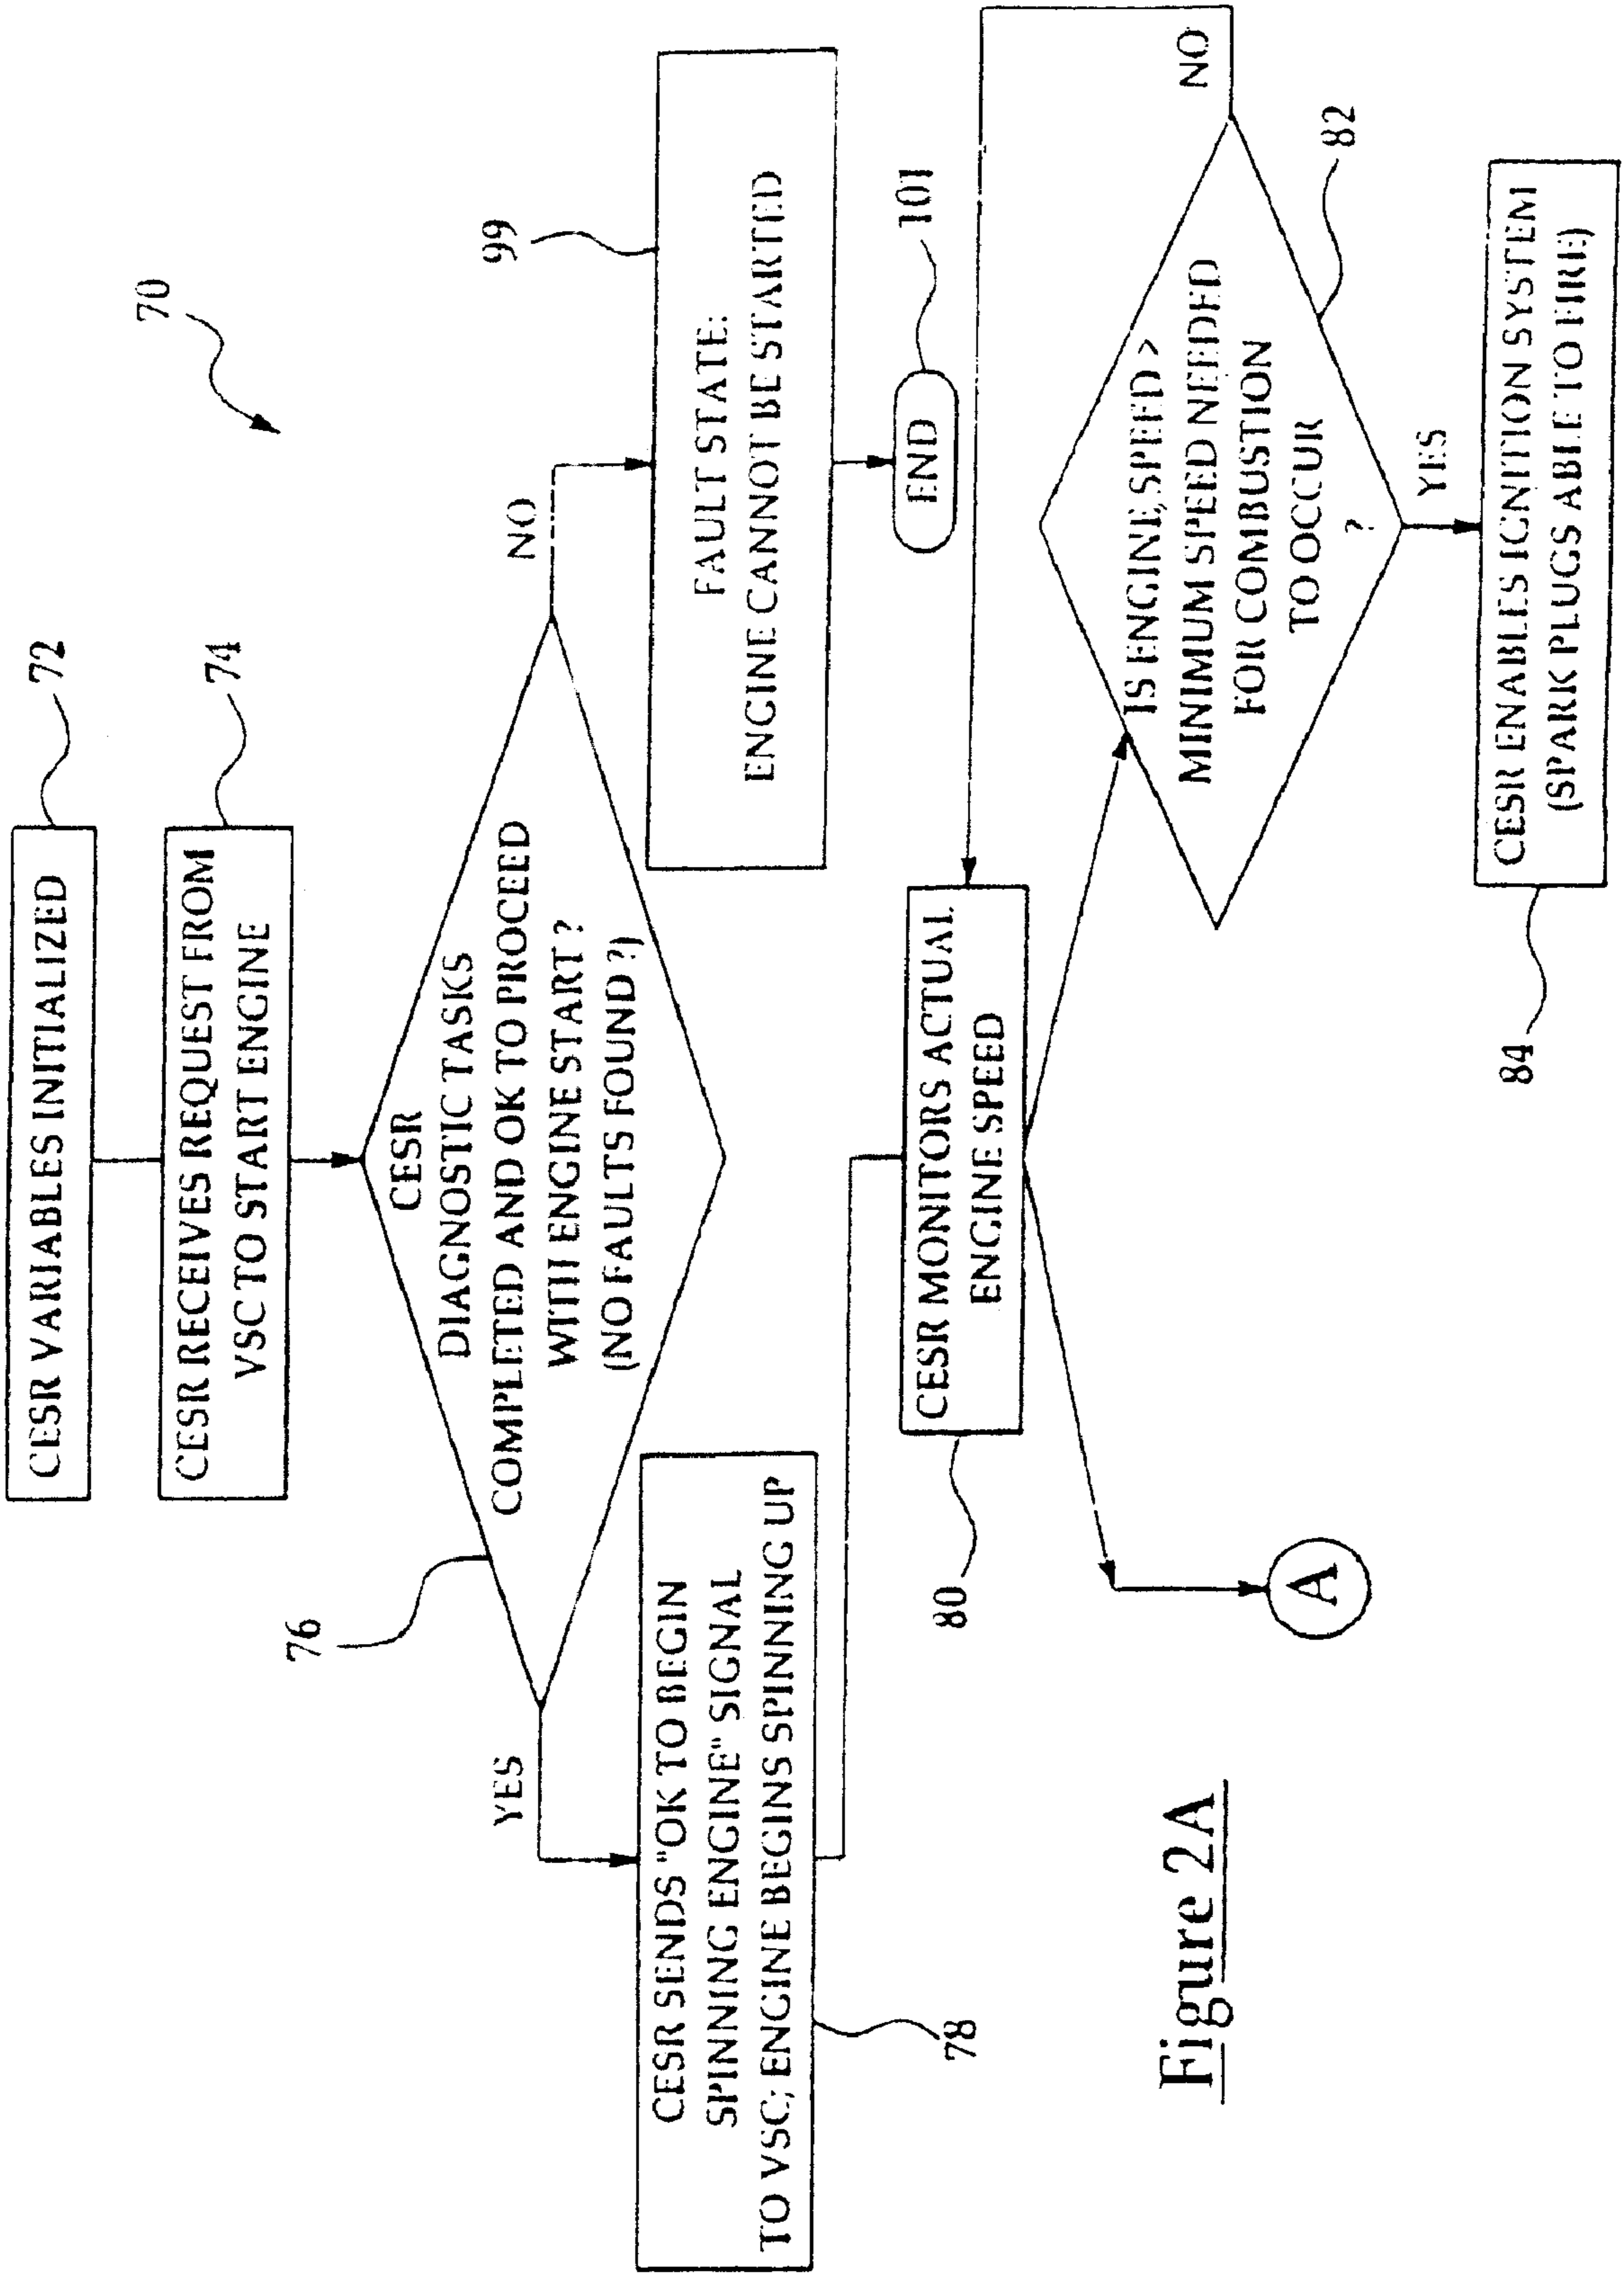 70
CESR VARIABLES INITIALIZED
72
CESR RECEIVES REQUEST FROM
VSC TO START ENGINE
74
CESR
DIAGNOSTIC TASKS
COMPLETED AND OK TO PROCEED
WITH ENGINE START ?
(NO FAULTS FOUND ?)
76
YES
NO
CESR SENDS "OK TO BEGIN
SPINNING ENGINE" SIGNAL
TO VSC; ENGINE BEGINS SPINNING UP
78
FAULT STATE:
ENGINE CANNOT BE STARTED
99
END
101
CESR MONITORS ACTUAL
ENGINE SPEED
80
A
IS ENGINE SPEED >
MINIMUM SPEED NEEDED
FOR COMBUSTION
TO OCCUR
?
82
NO
YES
CESR ENABLES IGNITION SYSTEM
(SPARK PLUGS ABLE TO FIRE)
84
Figure 2A